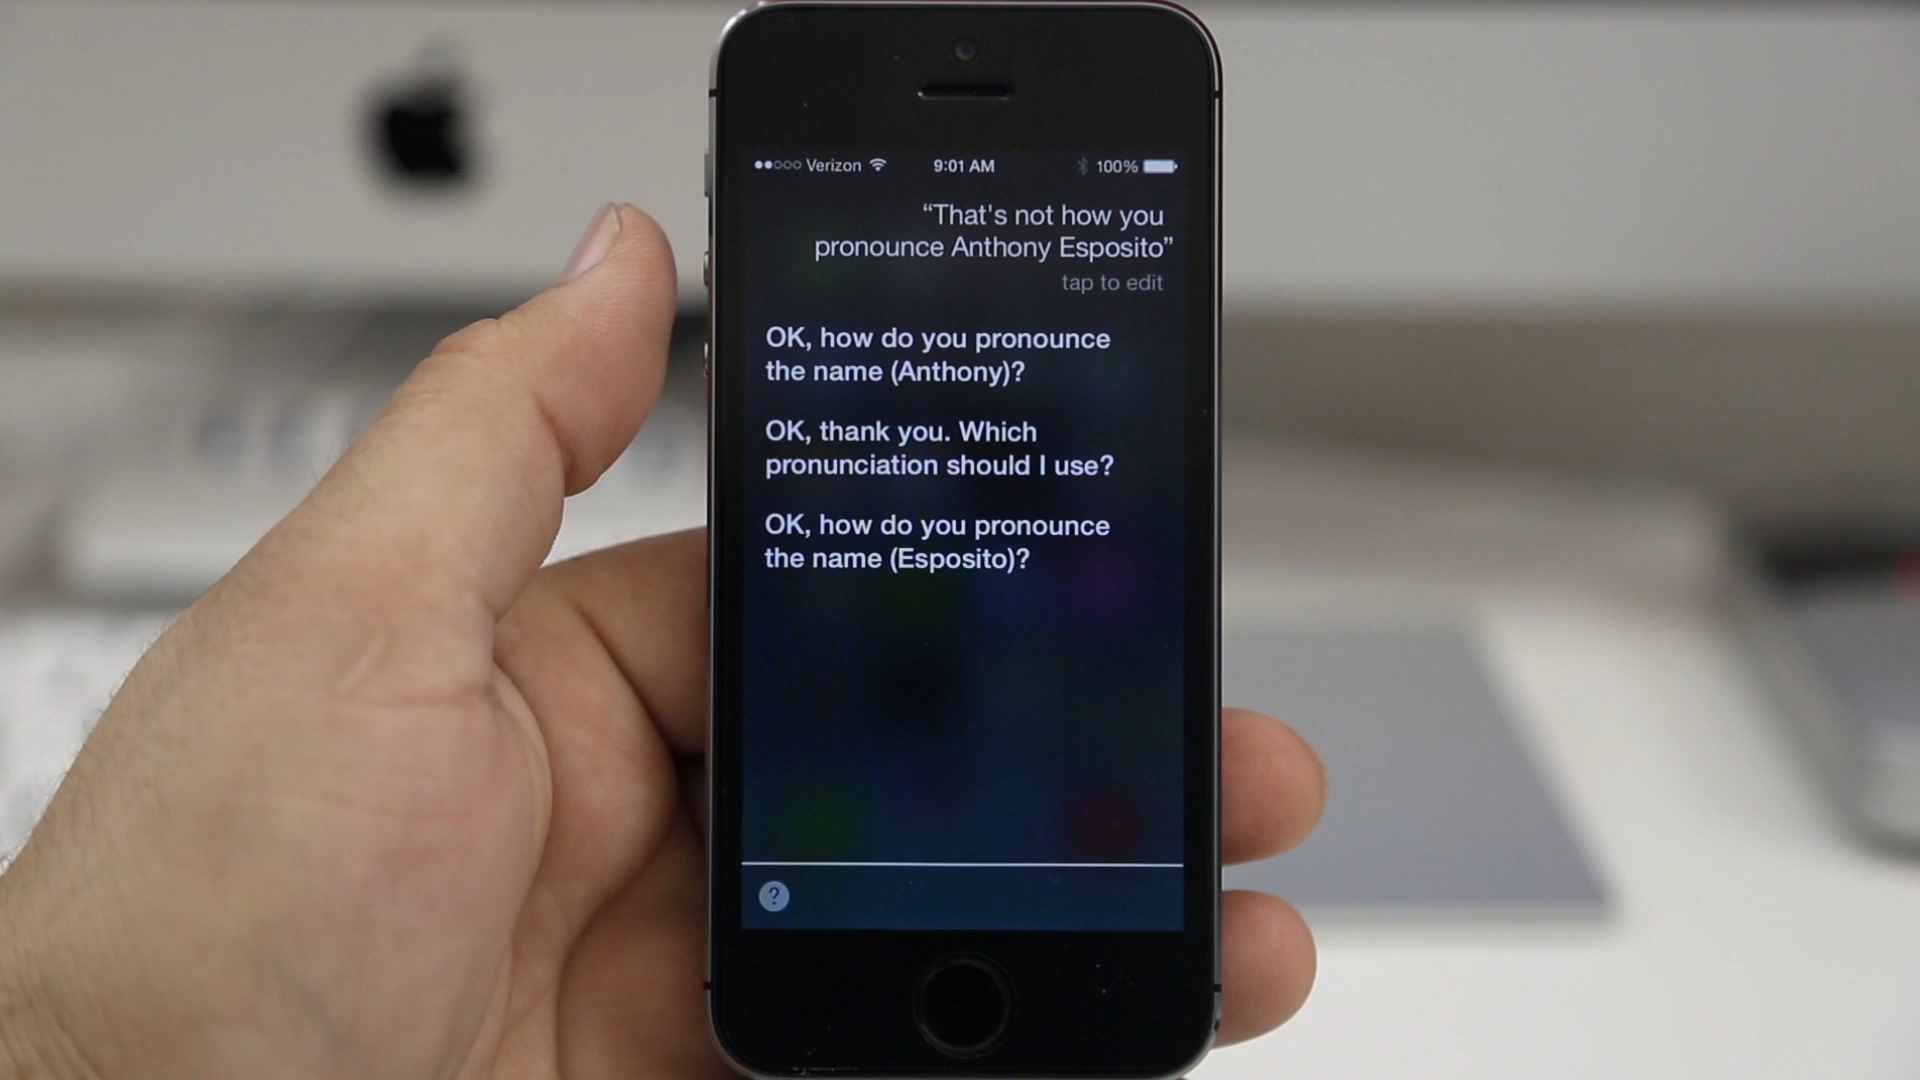 Verizon 9:01 AM 100%
“That's not how you
pronounce Anthony Esposito”
tap to edit
OK, how do you pronounce
the name (Anthony)?
OK, thank you. Which
pronunciation should I use?
OK, how do you pronounce
the name (Esposito)?
?